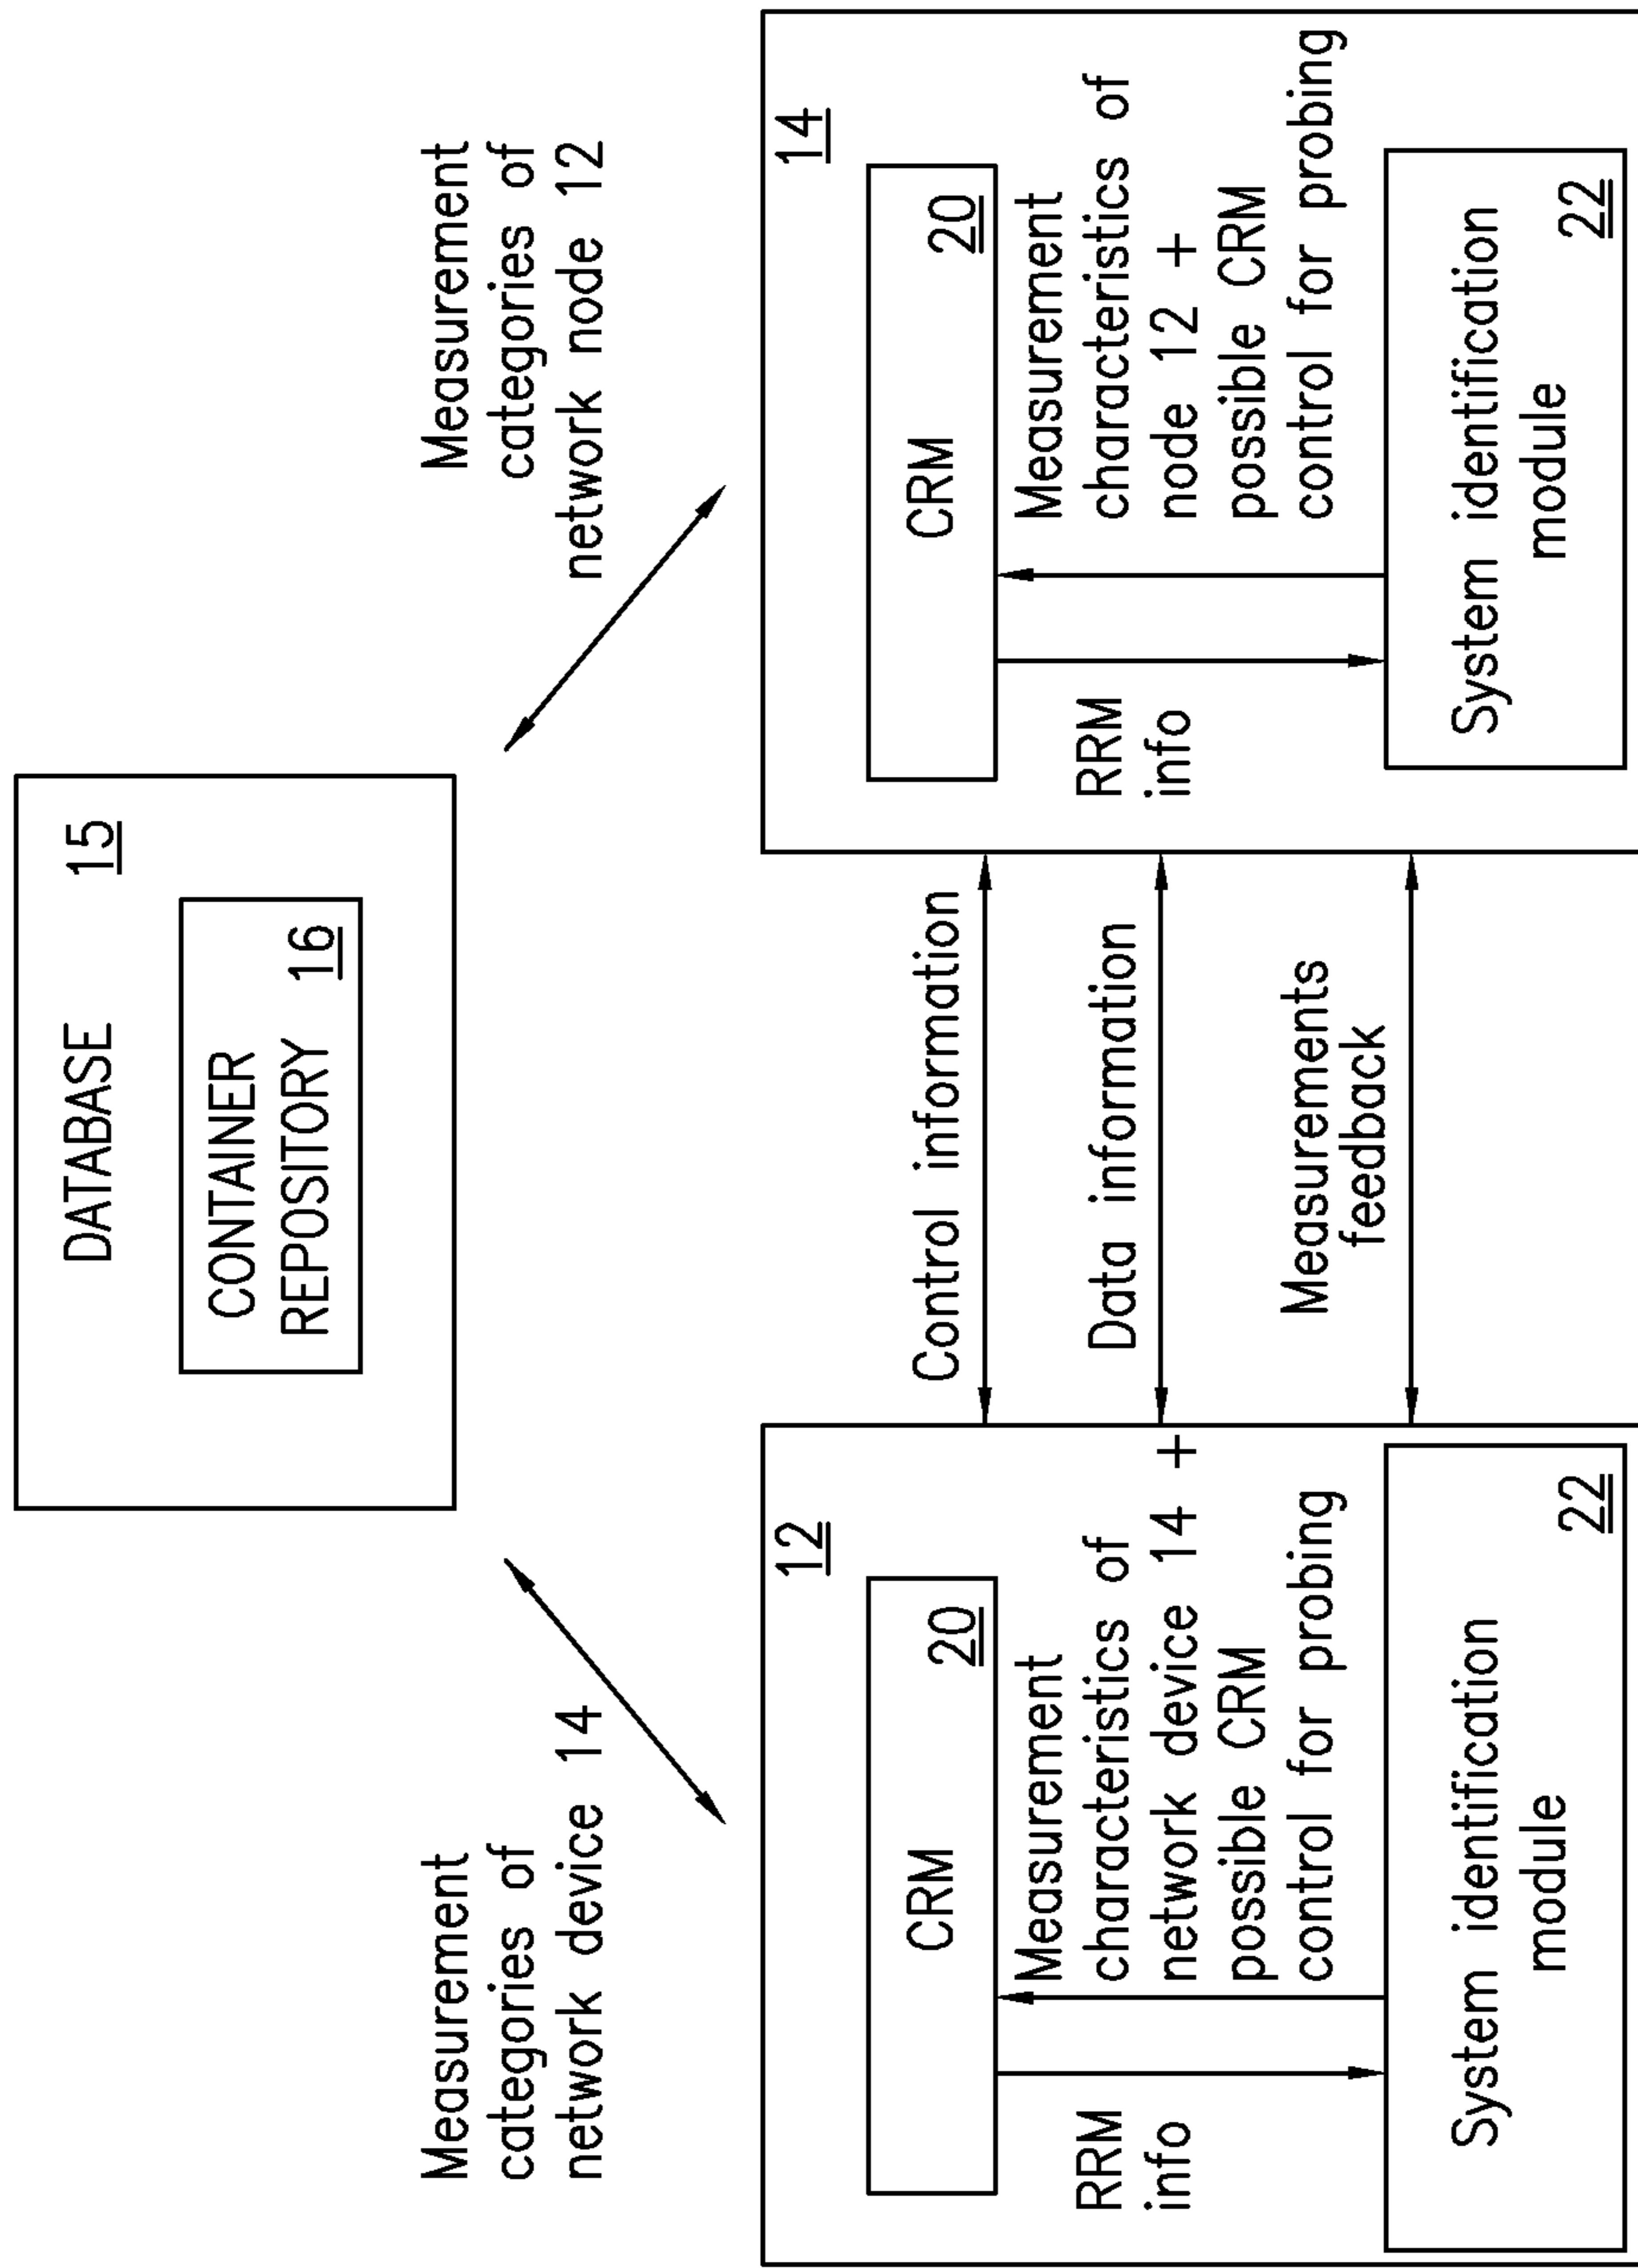 DATABASE 15
CONTAINER
REPOSITORY 16
Measurement
categories of
network device 14
Measurement
categories of
network node 12
12
CRM
20
RRM
info
Measurement
characteristics of
network device 14 +
possible CRM
control for probing
System identification
module
22
Control information
Data information
Measurements
feedback
14
CRM
20
RRM
info
Measurement
characteristics of
node 12 +
possible CRM
control for probing
System identification
module
22